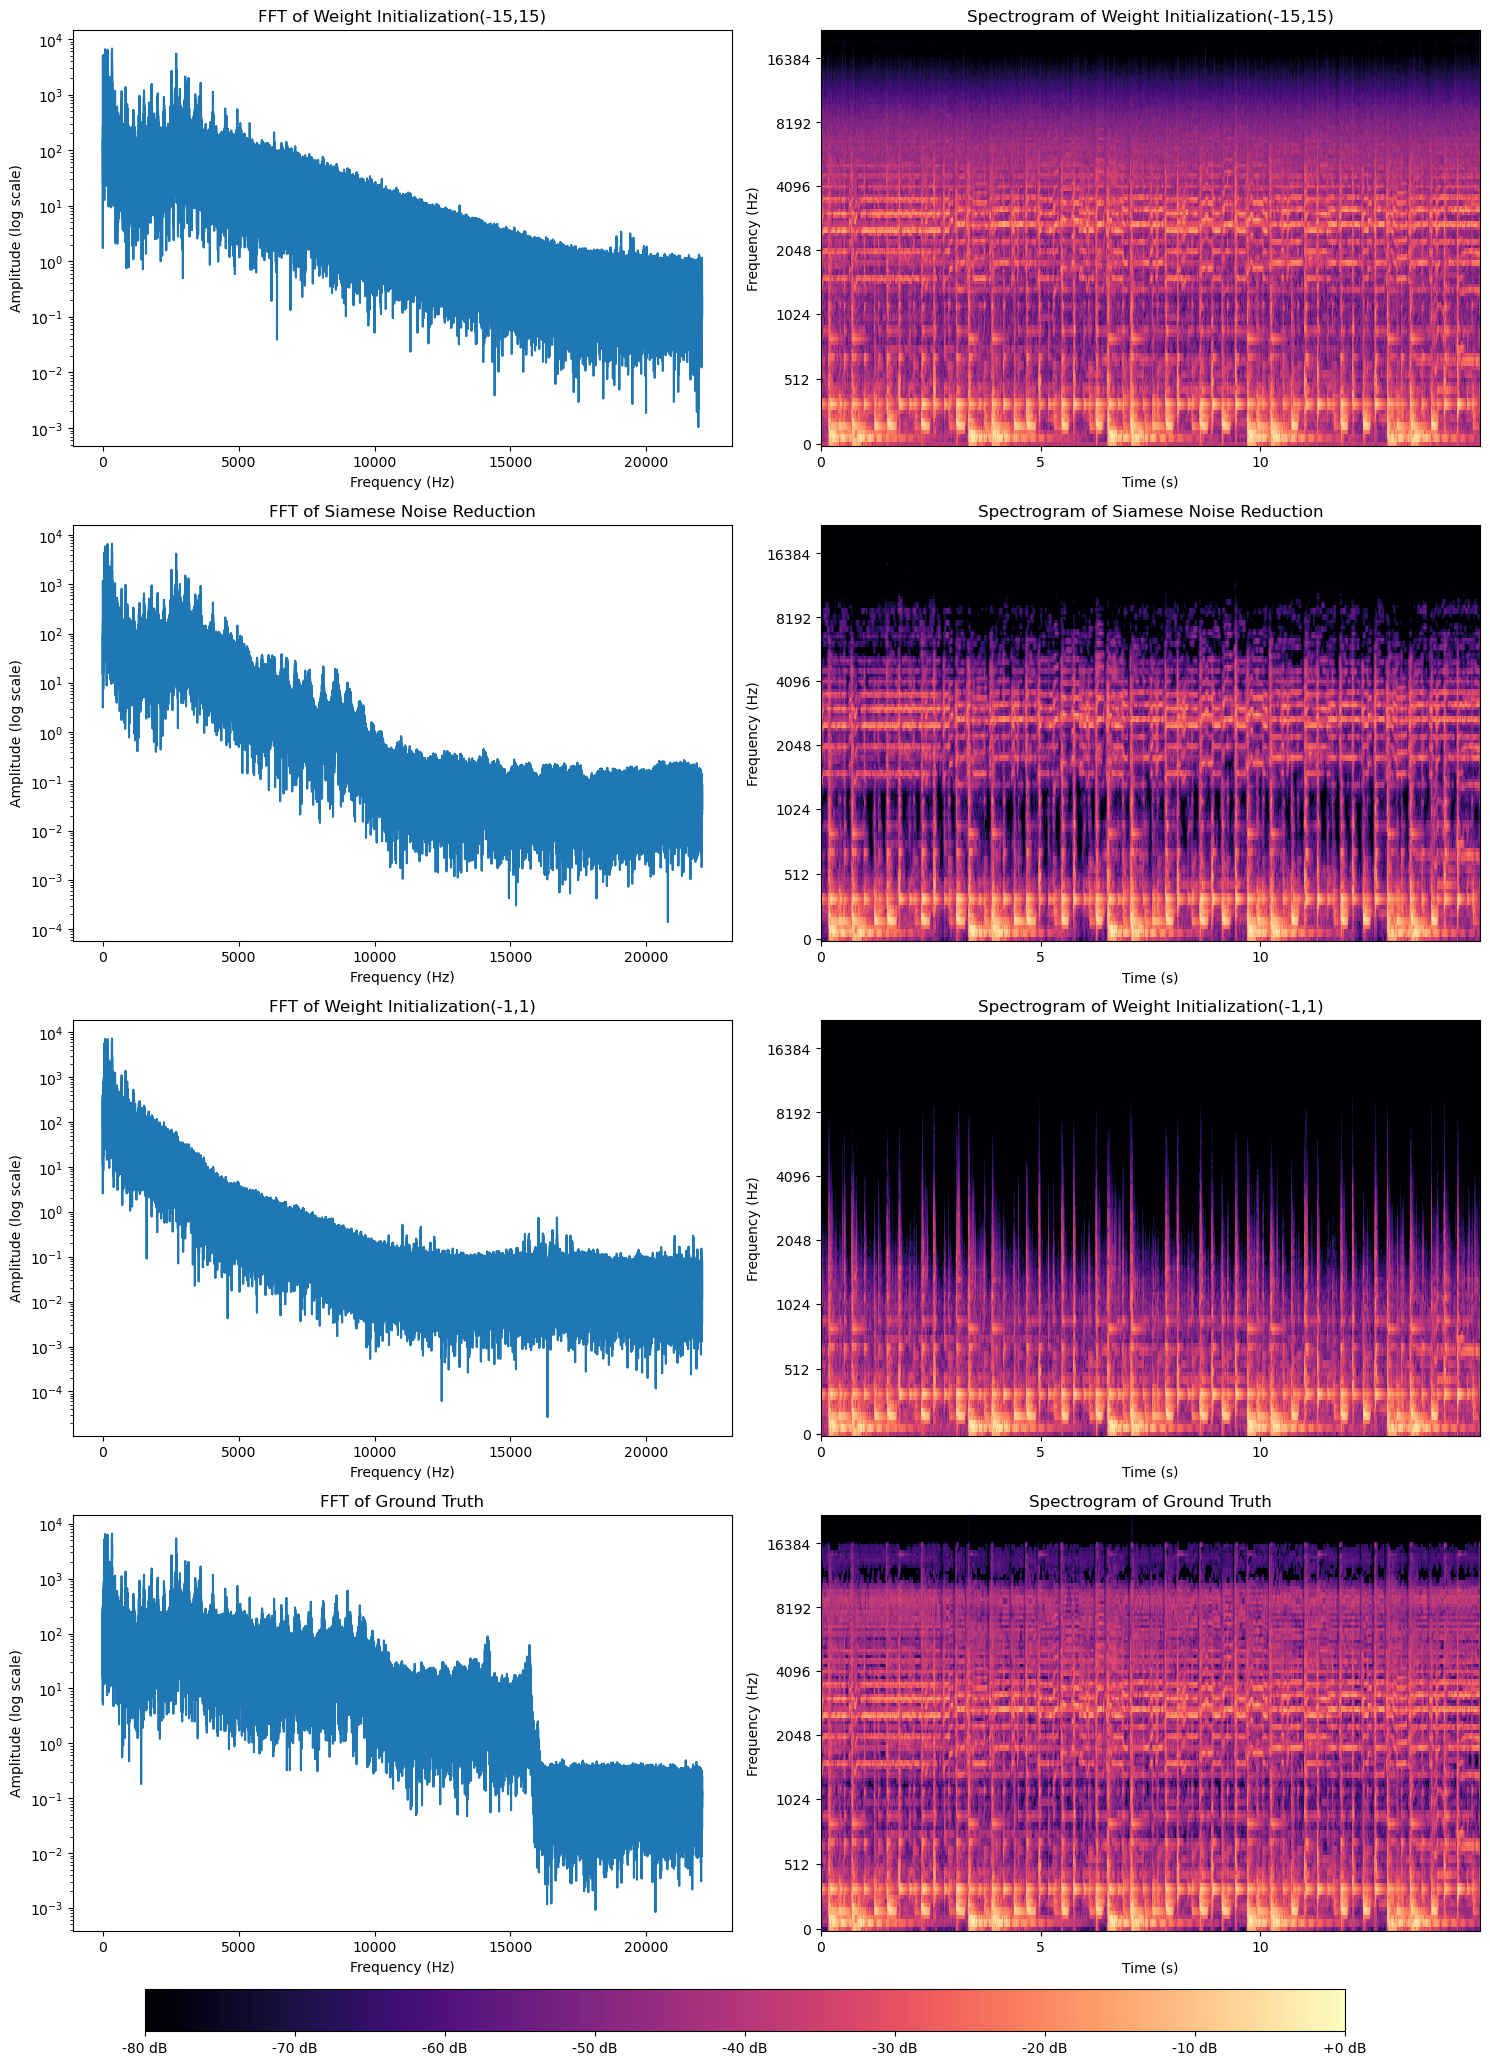 FFT of Weight Initialization(-15,15)
Amplitude (log scale)
10^4
10^3
10^2
10^1
10^0
10^-1
10^-2
10^-3
0 5000 10000 15000 20000
Frequency (Hz)
Spectrogram of Weight Initialization(-15,15)
Frequency (Hz)
16384
8192
4096
2048
1024
512
0
0 5 10
Time (s)
FFT of Siamese Noise Reduction
Amplitude (log scale)
10^4
10^3
10^2
10^1
10^0
10^-1
10^-2
10^-3
10^-4
0 5000 10000 15000 20000
Frequency (Hz)
Spectrogram of Siamese Noise Reduction
Frequency (Hz)
16384
8192
4096
2048
1024
512
0
0 5 10
Time (s)
FFT of Weight Initialization(-1,1)
Amplitude (log scale)
10^4
10^3
10^2
10^1
10^0
10^-1
10^-2
10^-3
10^-4
0 5000 10000 15000 20000
Frequency (Hz)
Spectrogram of Weight Initialization(-1,1)
Frequency (Hz)
16384
8192
4096
2048
1024
512
0
0 5 10
Time (s)
FFT of Ground Truth
Amplitude (log scale)
10^4
10^3
10^2
10^1
10^0
10^-1
10^-2
10^-3
0 5000 10000 15000 20000
Frequency (Hz)
Spectrogram of Ground Truth
Frequency (Hz)
16384
8192
4096
2048
1024
512
0
0 5 10
Time (s)
-80 dB -70 dB -60 dB -50 dB -40 dB -30 dB -20 dB -10 dB +0 dB